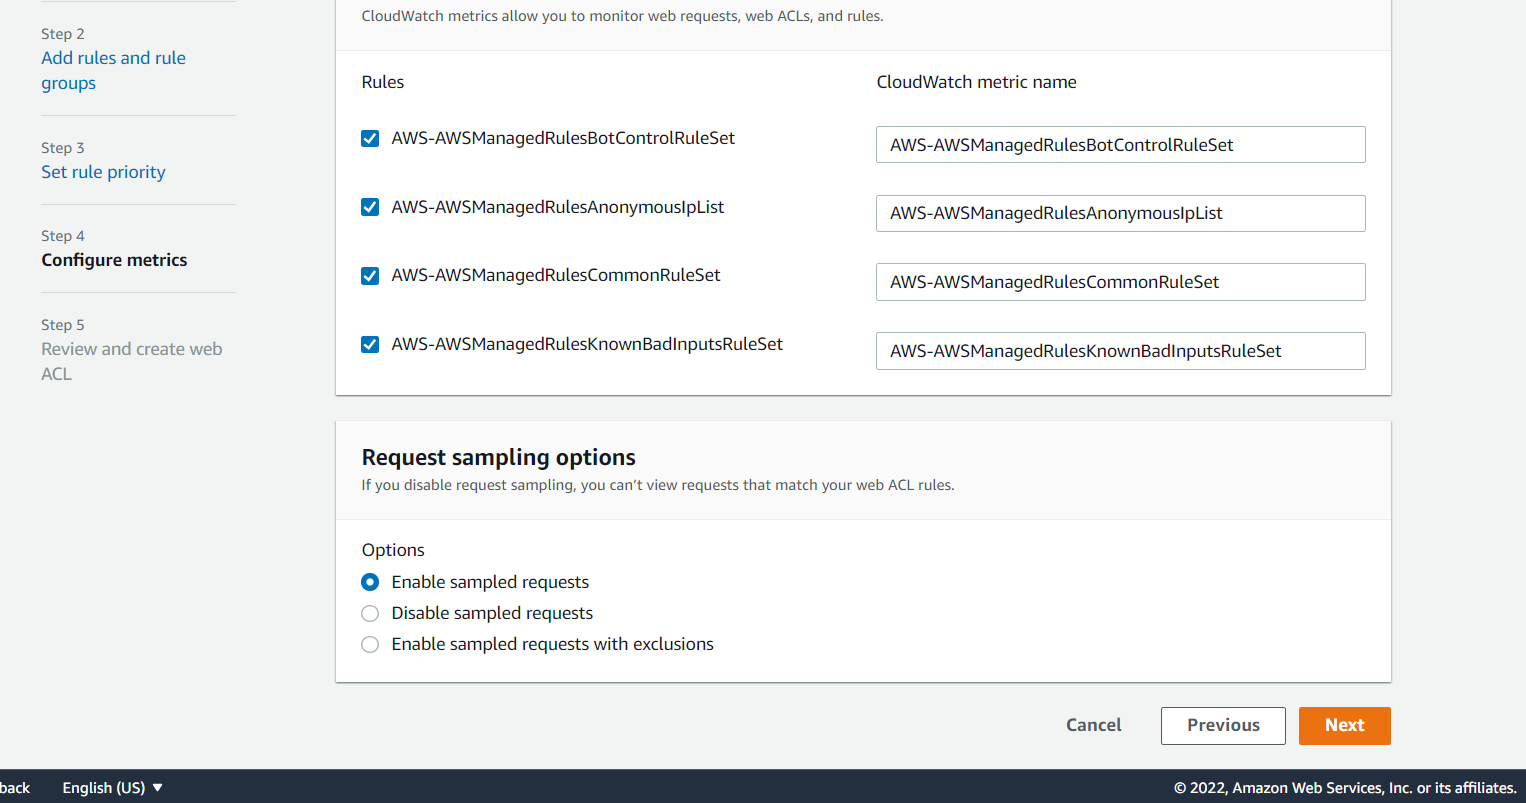 CloudWatch metrics allow you to monitor web requests, web ACLs, and rules.
Step 2
Add rules and rule
groups
Step 3
Set rule priority
Step 4
Configure metrics
Step 5
Review and create web
ACL
Rules
CloudWatch metric name
AWS-AWSManagedRulesBotControlRuleSet
AWS-AWSManagedRulesBotControlRuleSet
AWS-AWSManagedRulesAnonymousIpList
AWS-AWSManagedRulesAnonymousIpList
AWS-AWSManagedRulesCommonRuleSet
AWS-AWSManagedRulesCommonRuleSet
AWS-AWSManagedRulesKnownBadInputsRuleSet
AWS-AWSManagedRulesKnownBadInputsRuleSet
Request sampling options
If you disable request sampling, you can't view requests that match your web ACL rules.
Options
Enable sampled requests
Disable sampled requests
Enable sampled requests with exclusions
Cancel
Previous
Next
back
English (US)
© 2022, Amazon Web Services, Inc. or its affiliates.